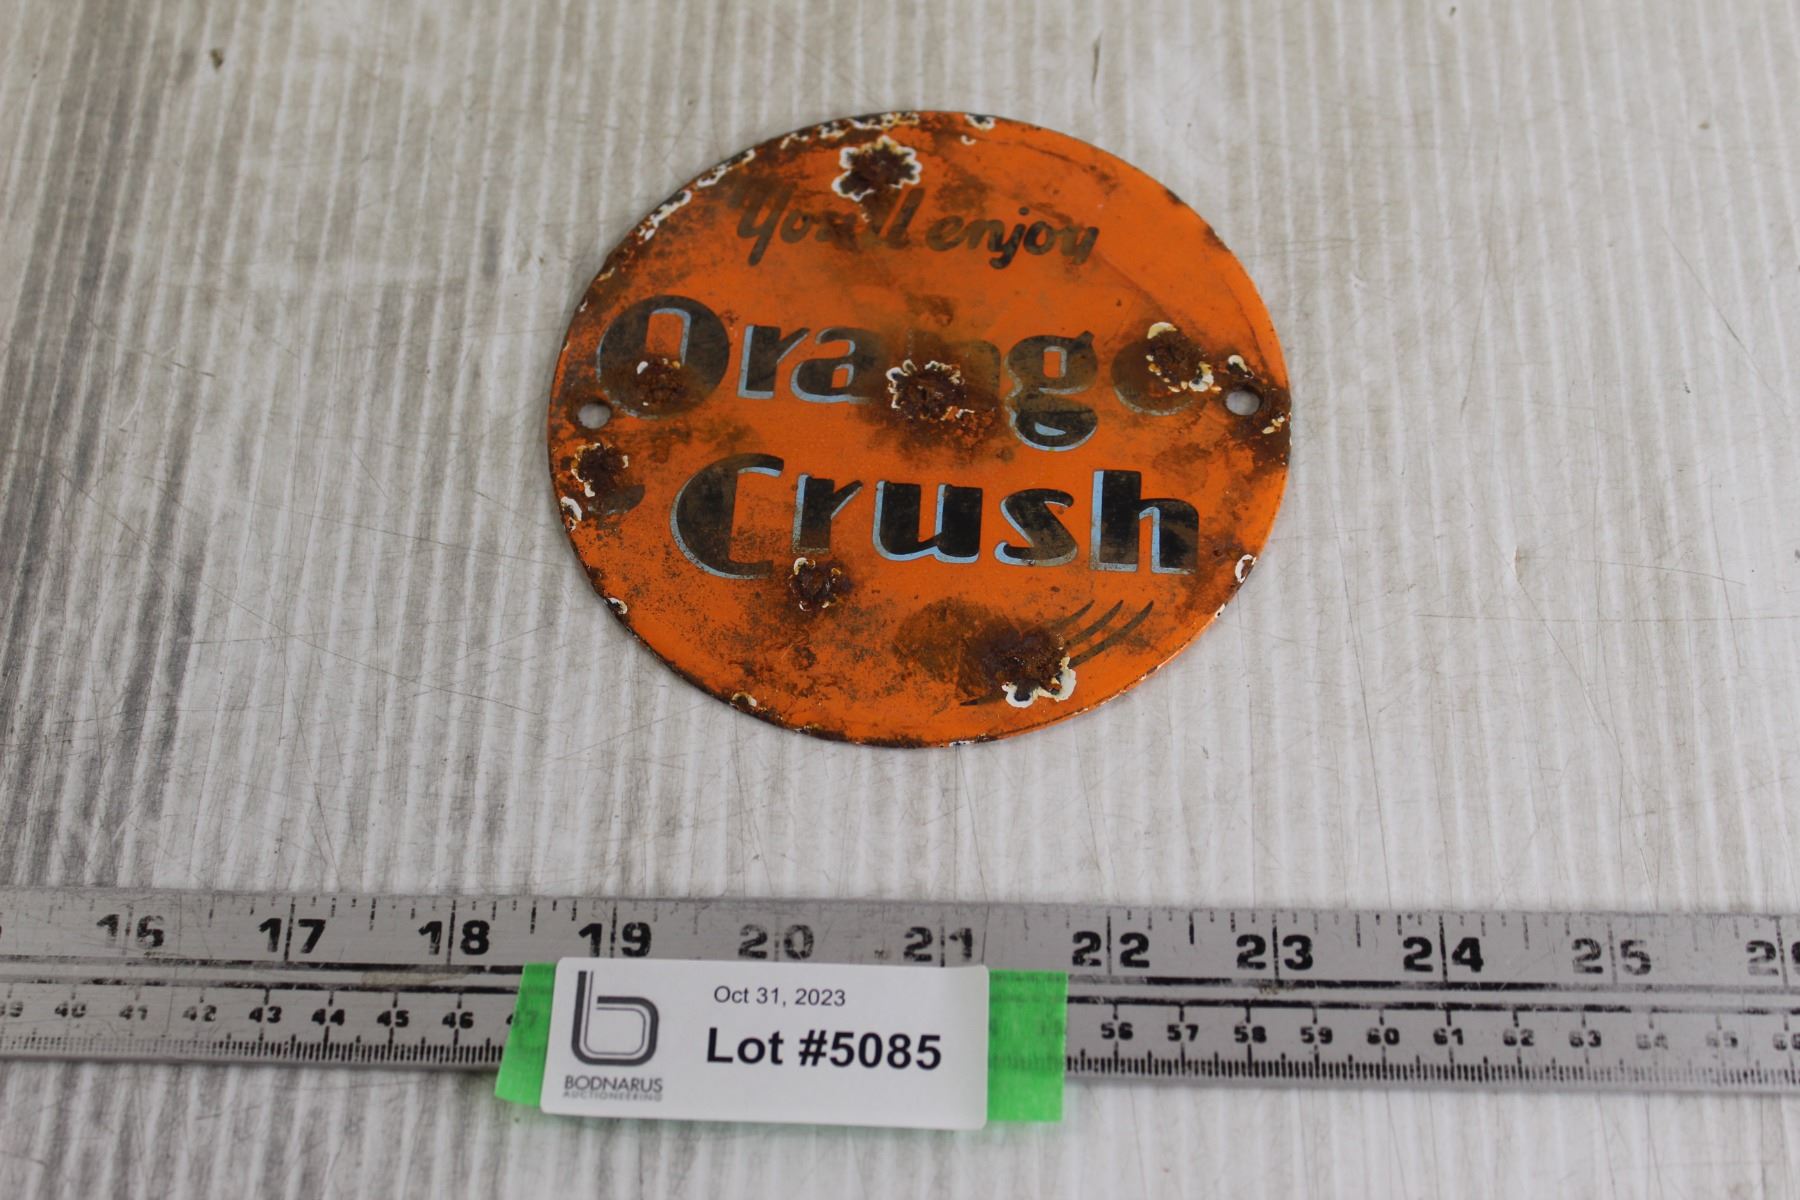 You'll enjoy
Orange
Crush
16 17 18 19 20 21 22 23 24 25
40 41 42 43 44 45 46 47 56 57 58 59 60 61 62 63 64 65
Oct 31, 2023
Lot #5085
BODNARUS
AUCTIONEERING